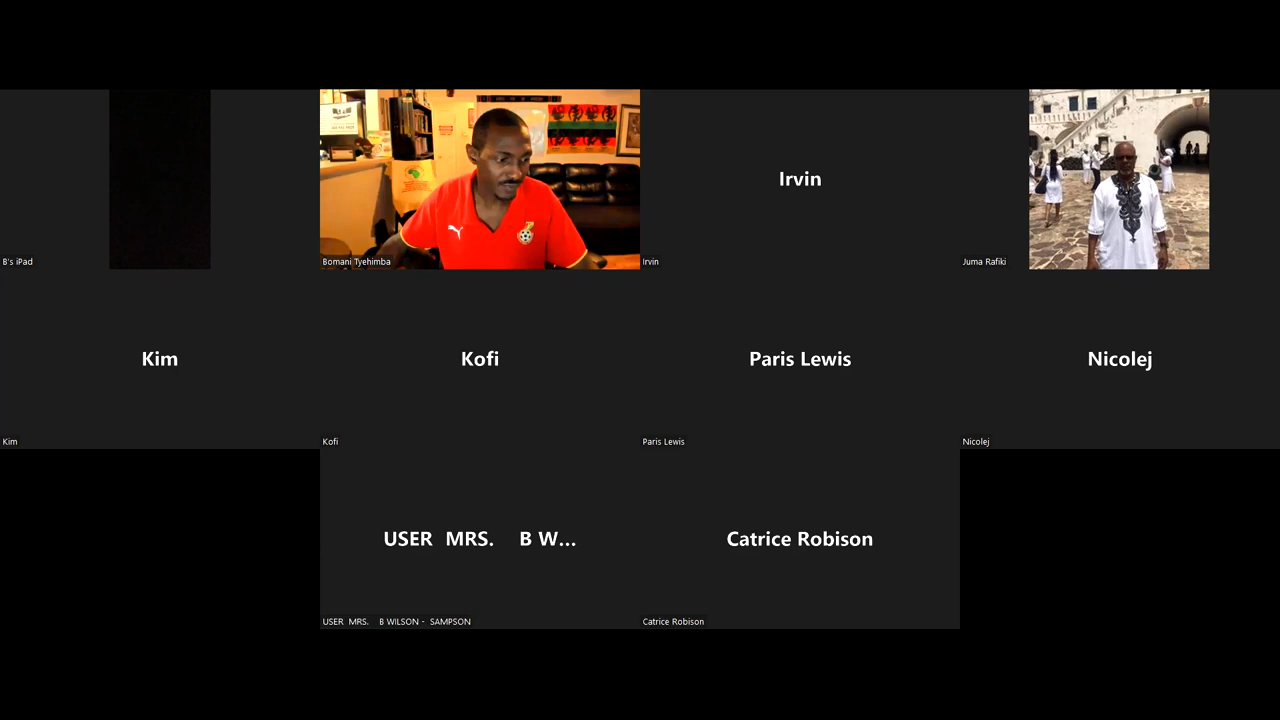 B's iPad
Bomani Tyehimba
Irvin
Irvin
Juma Rafiki
Kim
Kim
Kofi
Kofi
Paris Lewis
Paris Lewis
Nicolej
Nicolej
USER MRS. B W...
USER MRS. B WILSON - SAMPSON
Catrice Robison
Catrice Robison